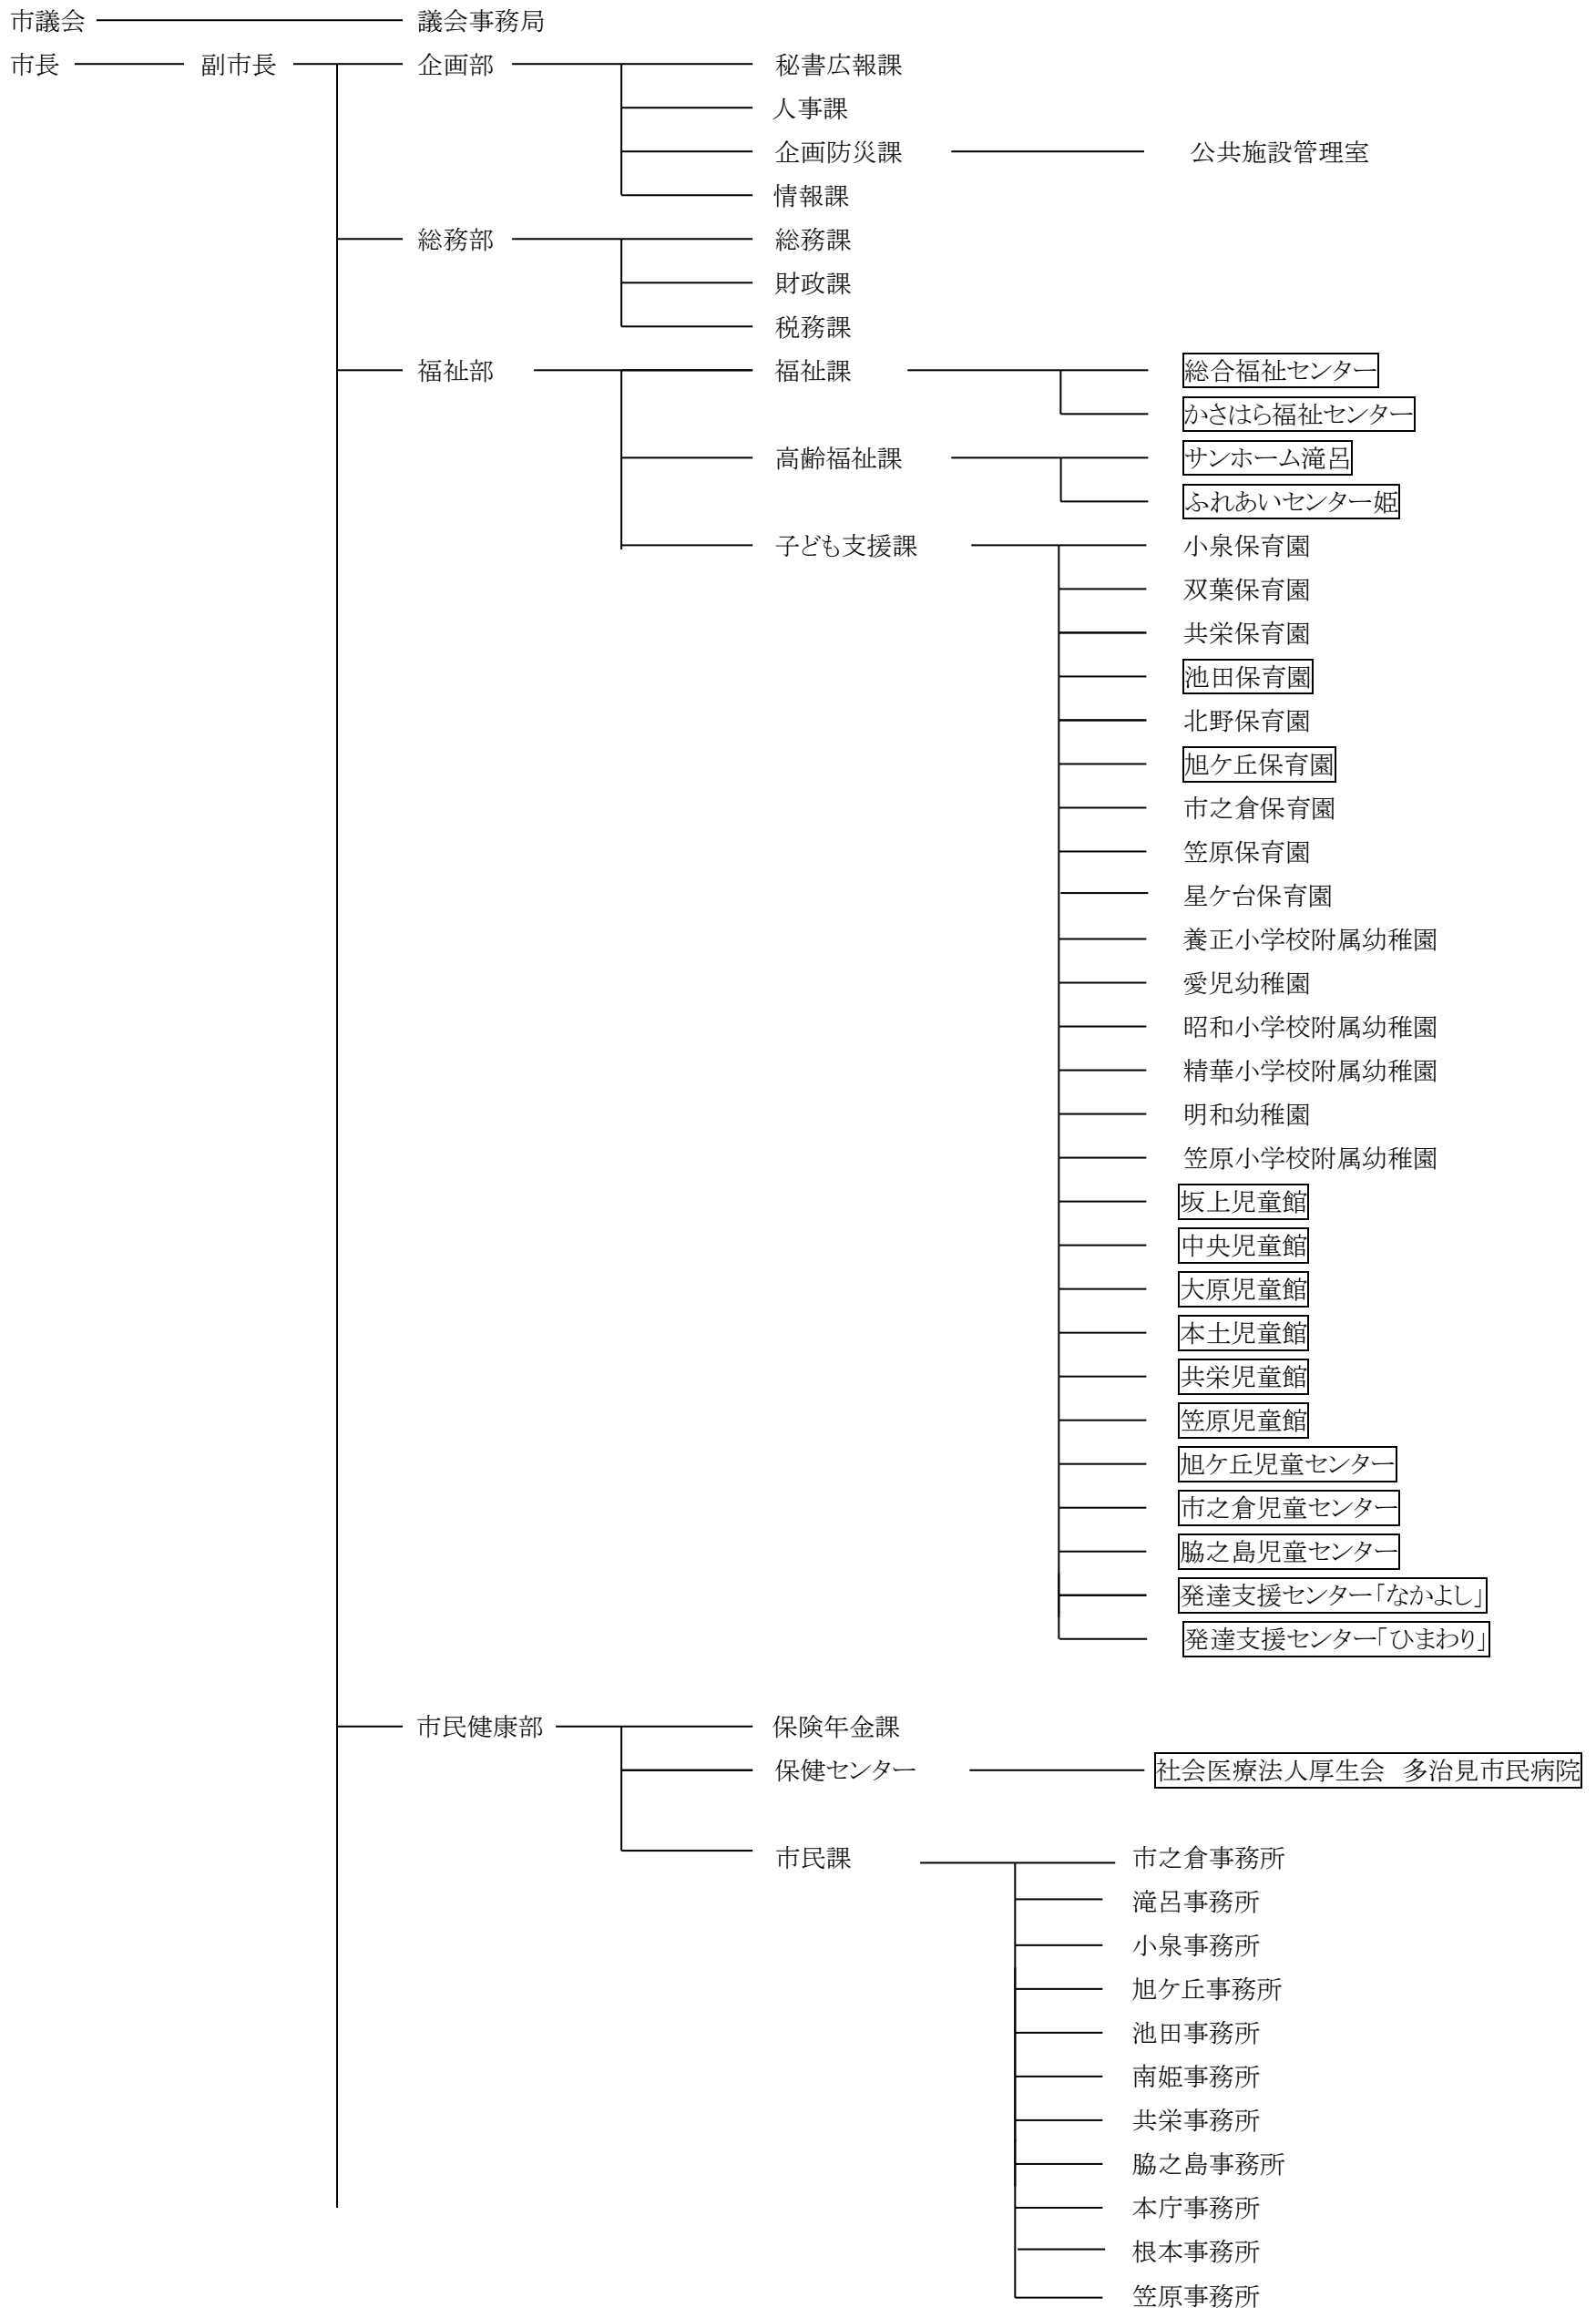 市議会 議会事務局
市長 副市長 企画部 秘書広報課
人事課
企画防災課 公共施設管理室
情報課
総務部 総務課
財政課
税務課
福祉部 福祉課 総合福祉センター
かさはら福祉センター
高齢福祉課 サンホーム滝呂
ふれあいセンター姫
子ども支援課 小泉保育園
双葉保育園
共栄保育園
池田保育園
北野保育園
旭ケ丘保育園
市之倉保育園
笠原保育園
星ケ台保育園
養正小学校附属幼稚園
愛児幼稚園
昭和小学校附属幼稚園
精華小学校附属幼稚園
明和幼稚園
笠原小学校附属幼稚園
坂上児童館
中央児童館
大原児童館
本土児童館
共栄児童館
笠原児童館
旭ケ丘児童センター
市之倉児童センター
脇之島児童センター
発達支援センター「なかよし」
発達支援センター「ひまわり」
市民健康部 保険年金課
保健センター 社会医療法人厚生会 多治見市民病院
市民課 市之倉事務所
滝呂事務所
小泉事務所
旭ケ丘事務所
池田事務所
南姫事務所
共栄事務所
脇之島事務所
本庁事務所
根本事務所
笠原事務所